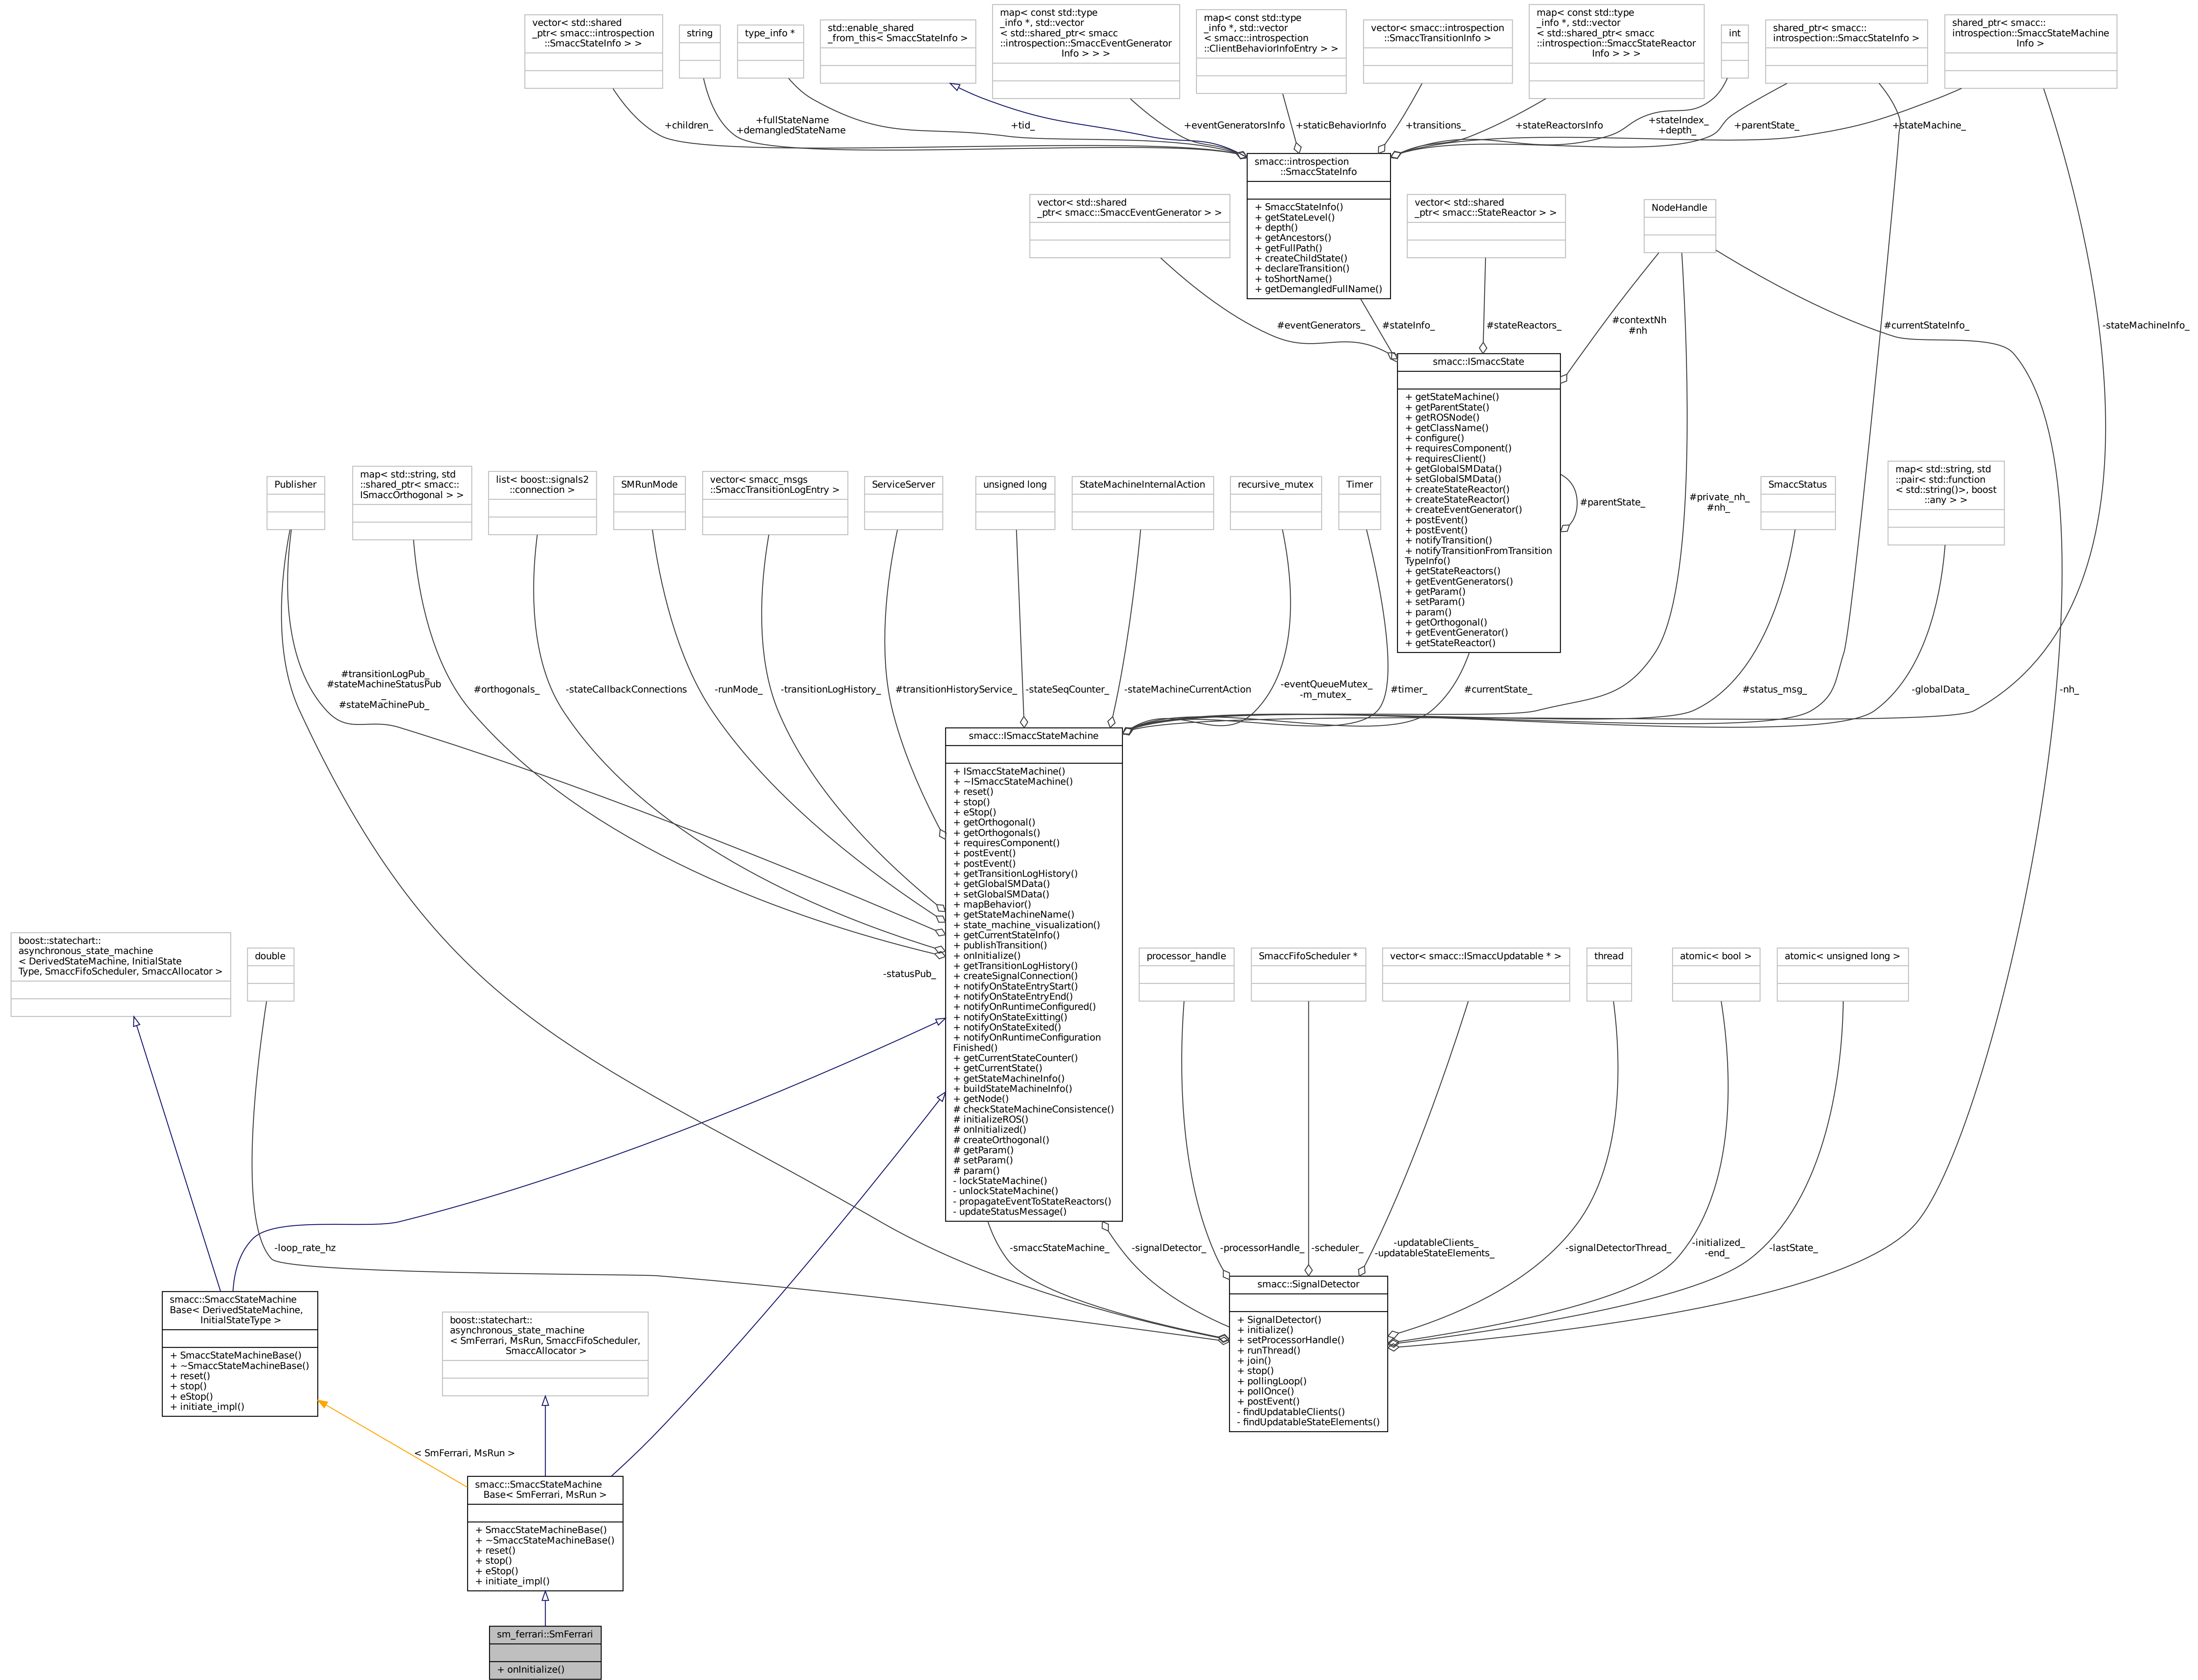 vector< std::shared
_ptr< smacc::introspection
::SmaccStateInfo > >
string
type_info *
std::enable_shared
_from_this< SmaccStateInfo >
map< const std::type
_info *, std::vector
< std::shared_ptr< smacc
::introspection::SmaccEventGenerator
Info > > >
map< const std::type
_info *, std::vector
< smacc::introspection
::ClientBehaviorInfoEntry > >
vector< smacc::introspection
::SmaccTransitionInfo >
map< const std::type
_info *, std::vector
< std::shared_ptr< smacc
::introspection::SmaccStateReactor
Info > > >
int
shared_ptr< smacc::
introspection::SmaccStateInfo >
shared_ptr< smacc::
introspection::SmaccStateMachine
Info >
+children_
+fullStateName
+demangledStateName
+tid_
+eventGeneratorsInfo
+staticBehaviorInfo
+transitions_
+stateReactorsInfo
+stateIndex_
+depth_
+parentState_
+stateMachine_
smacc::introspection
::SmaccStateInfo
+ SmaccStateInfo()
+ getStateLevel()
+ depth()
+ getAncestors()
+ getFullPath()
+ createChildState()
+ declareTransition()
+ toShortName()
+ getDemangledFullName()
vector< std::shared
_ptr< smacc::SmaccEventGenerator > >
vector< std::shared
_ptr< smacc::StateReactor > >
NodeHandle
#eventGenerators_
#stateInfo_
#stateReactors_
#contextNh
#nh
#currentStateInfo_
-stateMachineInfo_
smacc::ISmaccState
+ getStateMachine()
+ getParentState()
+ getROSNode()
+ getClassName()
+ configure()
+ requiresComponent()
+ requiresClient()
+ getGlobalSMData()
+ setGlobalSMData()
+ createStateReactor()
+ createStateReactor()
+ createEventGenerator()
+ postEvent()
+ postEvent()
+ notifyTransition()
+ notifyTransitionFromTransition
TypeInfo()
+ getStateReactors()
+ getEventGenerators()
+ getParam()
+ setParam()
+ param()
+ getOrthogonal()
+ getEventGenerator()
+ getStateReactor()
#parentState_
#private_nh_
#nh_
Publisher
map< std::string, std
::shared_ptr< smacc::
ISmaccOrthogonal > >
list< boost::signals2
::connection >
SMRunMode
vector< smacc_msgs
::SmaccTransitionLogEntry >
ServiceServer
unsigned long
StateMachineInternalAction
recursive_mutex
Timer
SmaccStatus
map< std::string, std
::pair< std::function
< std::string()>, boost
::any > >
#transitionLogPub_
#stateMachineStatusPub
_
#stateMachinePub_
#orthogonals_
-stateCallbackConnections
-runMode_
-transitionLogHistory_
#transitionHistoryService_
-stateSeqCounter_
-stateMachineCurrentAction
-eventQueueMutex_
-m_mutex_
#timer_
#currentState_
#status_msg_
-globalData_
-nh_
smacc::ISmaccStateMachine
+ ISmaccStateMachine()
+ ~ISmaccStateMachine()
+ reset()
+ stop()
+ eStop()
+ getOrthogonal()
+ getOrthogonals()
+ requiresComponent()
+ postEvent()
+ postEvent()
+ getTransitionLogHistory()
+ getGlobalSMData()
+ setGlobalSMData()
+ mapBehavior()
+ getStateMachineName()
+ state_machine_visualization()
+ getCurrentStateInfo()
+ publishTransition()
+ onInitialize()
+ getTransitionLogHistory()
+ createSignalConnection()
+ notifyOnStateEntryStart()
+ notifyOnStateEntryEnd()
+ notifyOnRuntimeConfigured()
+ notifyOnStateExitting()
+ notifyOnStateExited()
+ notifyOnRuntimeConfiguration
Finished()
+ getCurrentStateCounter()
+ getCurrentState()
+ getStateMachineInfo()
+ buildStateMachineInfo()
+ getNode()
# checkStateMachineConsistence()
# initializeROS()
# onInitialized()
# createOrthogonal()
# getParam()
# setParam()
# param()
- lockStateMachine()
- unlockStateMachine()
- propagateEventToStateReactors()
- updateStatusMessage()
-statusPub_
boost::statechart::
asynchronous_state_machine
< DerivedStateMachine, InitialState
Type, SmaccFifoScheduler, SmaccAllocator >
double
processor_handle
SmaccFifoScheduler *
vector< smacc::ISmaccUpdatable * >
thread
atomic< bool >
atomic< unsigned long >
-loop_rate_hz
-smaccStateMachine_
-signalDetector_
-processorHandle_
-scheduler_
-updatableClients_
-updatableStateElements_
-signalDetectorThread_
-initialized_
-end_
-lastState_
smacc::SignalDetector
+ SignalDetector()
+ initialize()
+ setProcessorHandle()
+ runThread()
+ join()
+ stop()
+ pollingLoop()
+ pollOnce()
+ postEvent()
- findUpdatableClients()
- findUpdatableStateElements()
smacc::SmaccStateMachine
Base< DerivedStateMachine,
InitialStateType >
+ SmaccStateMachineBase()
+ ~SmaccStateMachineBase()
+ reset()
+ stop()
+ eStop()
+ initiate_impl()
boost::statechart::
asynchronous_state_machine
< SmFerrari, MsRun, SmaccFifoScheduler,
SmaccAllocator >
< SmFerrari, MsRun >
smacc::SmaccStateMachine
Base< SmFerrari, MsRun >
+ SmaccStateMachineBase()
+ ~SmaccStateMachineBase()
+ reset()
+ stop()
+ eStop()
+ initiate_impl()
sm_ferrari::SmFerrari
+ onInitialize()